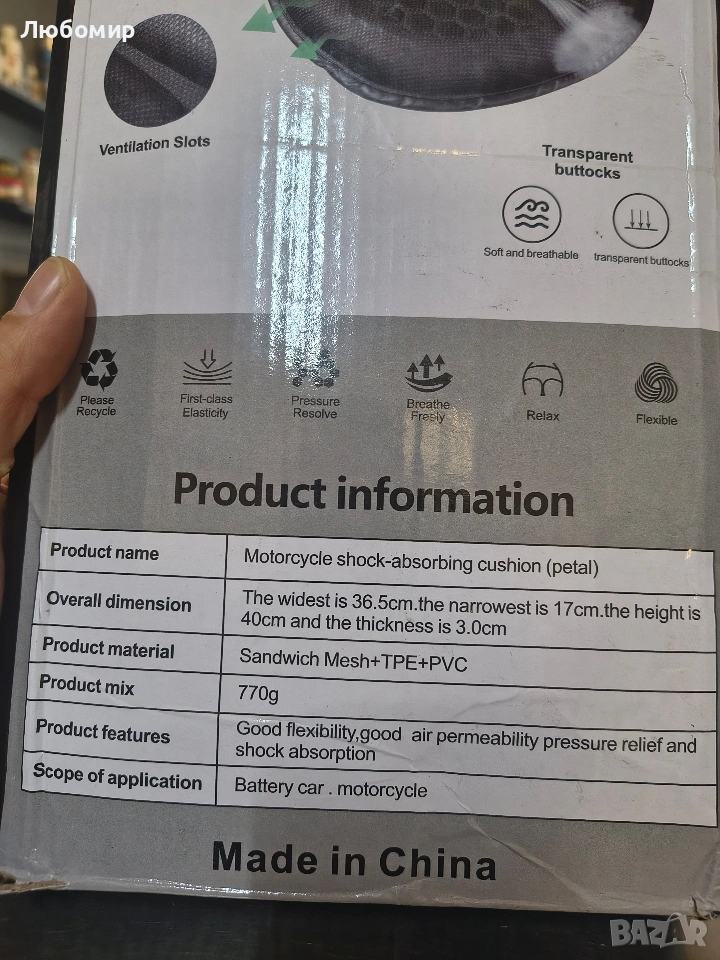 Любомир
Ventilation Slots
Transparent
buttocks
Soft and breathable
transparent buttocks
Please
Recycle
First-class
Elasticity
Pressure
Resolve
Breathe
Freely
Relax
Flexible
Product information
Product name
Motorcycle shock-absorbing cushion (petal)
Overall dimension
The widest is 36.5cm.the narrowest is 17cm.the height is
40cm and the thickness is 3.0cm
Product material
Sandwich Mesh+TPE+PVC
Product mix
770g
Product features
Good flexibility,good air permeability pressure relief and
shock absorption
Scope of application
Battery car . motorcycle
Made in China
BAZAR